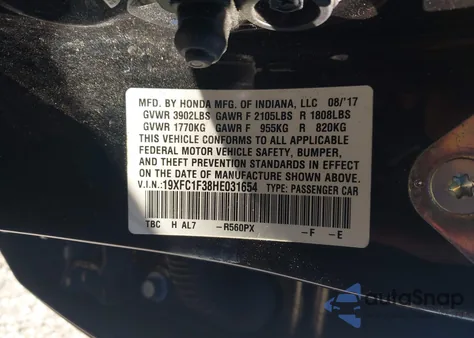 MFD. BY HONDA MFG. OF INDIANA, LLC 08/'17
GVWR 3902LBS GAWR F 2105LBS R 1808LBS
GVWR 1770KG GAWR F 955KG R 820KG
THIS VEHICLE CONFORMS TO ALL APPLICABLE
FEDERAL MOTOR VEHICLE SAFETY, BUMPER,
AND THEFT PREVENTION STANDARDS IN EFFECT
ON THE DATE OF MANUFACTURE SHOWN ABOVE.
V.I.N.:19XFC1F38HE031654 TYPE: PASSENGER CAR
TBC H AL7 -R560PX -F -E
autoSnap